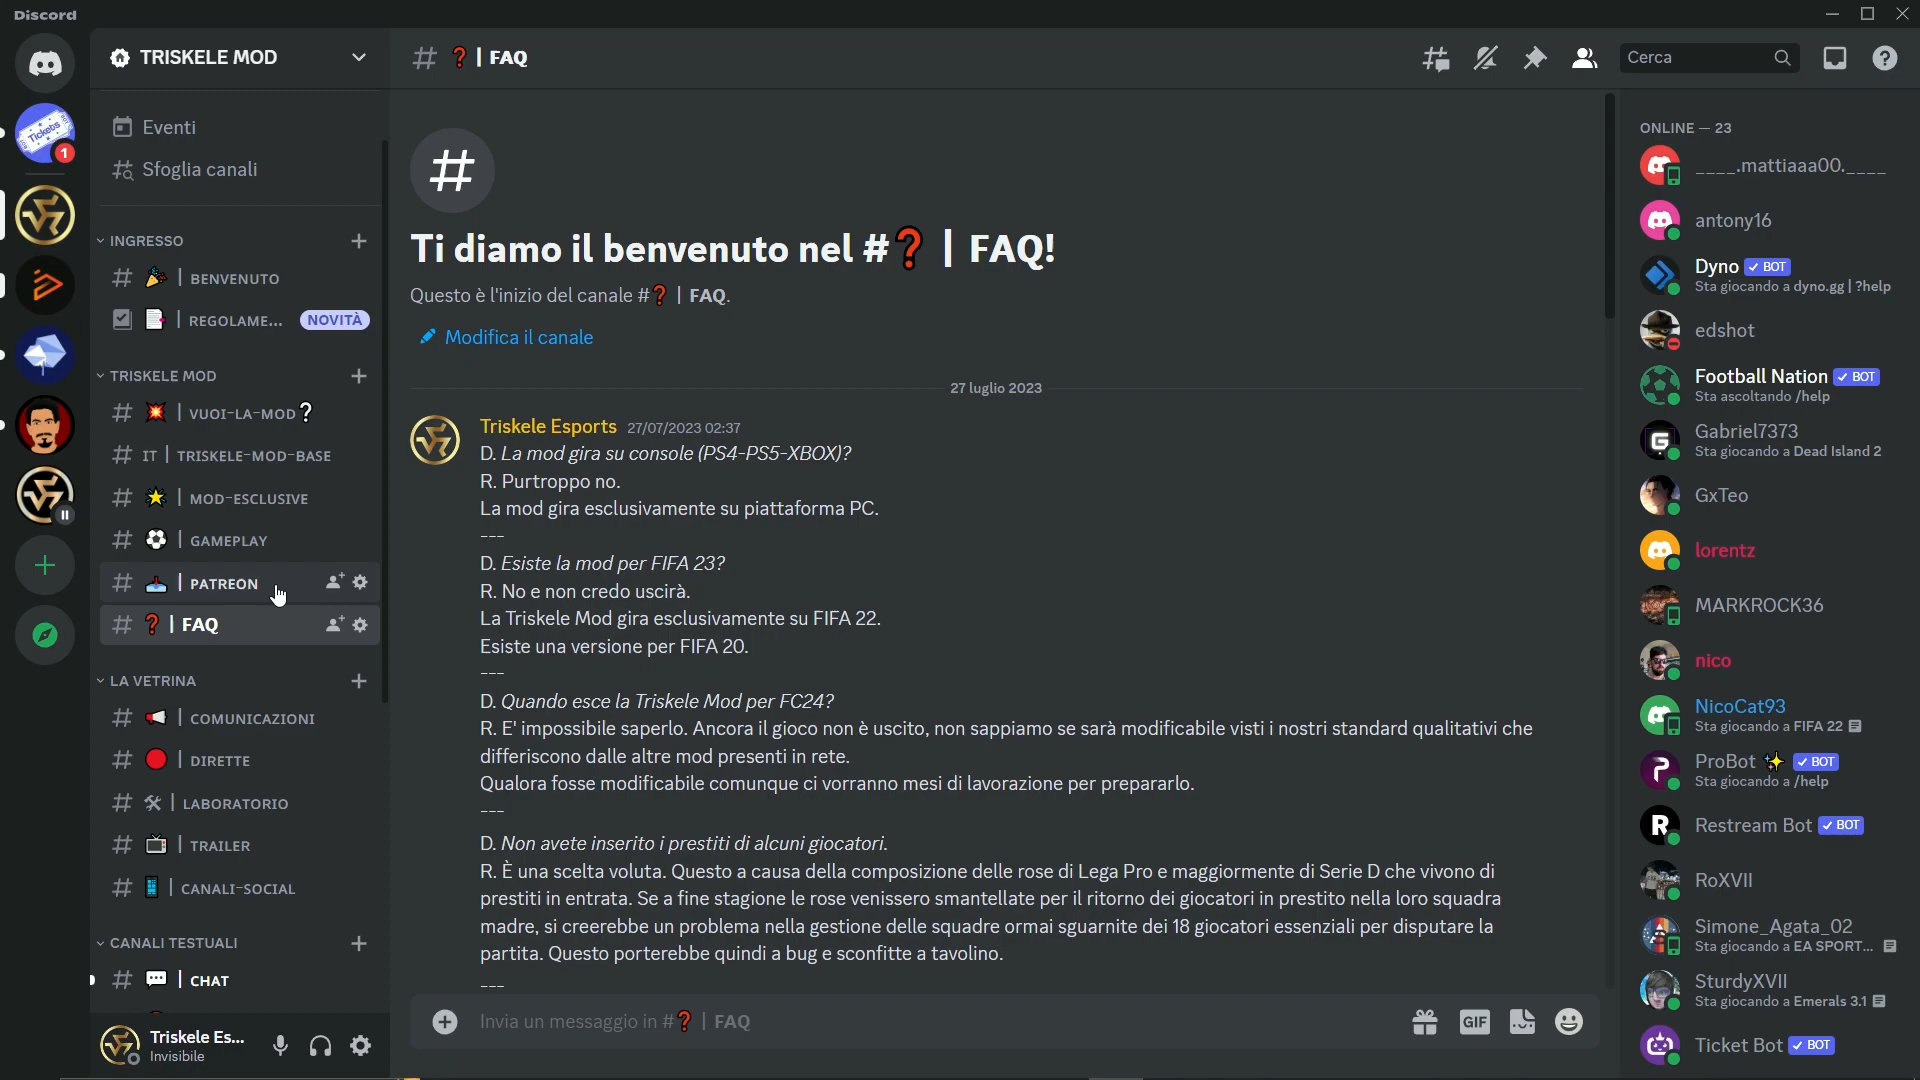 Discord
TRISKELE MOD
# ❓ | FAQ
Cerca
Eventi
Sfoglia canali
INGRESSO
# 🎉 | BENVENUTO
| REGOLAME... NOVITÀ
TRISKELE MOD
# 💥 | VUOI-LA-MOD❔
# IT | TRISKELE-MOD-BASE
# 🌟 | MOD-ESCLUSIVE
# ⚽ | GAMEPLAY
# 📥 | PATREON
# ❓ | FAQ
LA VETRINA
# 📢 | COMUNICAZIONI
# 🔴 | DIRETTE
# 🛠 | LABORATORIO
# 📺 | TRAILER
# 📱 | CANALI-SOCIAL
CANALI TESTUALI
# 💬 | CHAT
Triskele Es...
Invisibile
Tickets
1
#
Ti diamo il benvenuto nel #❓ | FAQ!
Questo è l'inizio del canale #❓ | FAQ.
Modifica il canale
27 luglio 2023
Triskele Esports 27/07/2023 02:37
D. La mod gira su console (PS4-PS5-XBOX)?
R. Purtroppo no.
La mod gira esclusivamente su piattaforma PC.
---
D. Esiste la mod per FIFA 23?
R. No e non credo uscirà.
La Triskele Mod gira esclusivamente su FIFA 22.
Esiste una versione per FIFA 20.
---
D. Quando esce la Triskele Mod per FC24?
R. E' impossibile saperlo. Ancora il gioco non è uscito, non sappiamo se sarà modificabile visti i nostri standard qualitativi che
differiscono dalle altre mod presenti in rete.
Qualora fosse modificabile comunque ci vorranno mesi di lavorazione per prepararlo.
---
D. Non avete inserito i prestiti di alcuni giocatori.
R. È una scelta voluta. Questo a causa della composizione delle rose di Lega Pro e maggiormente di Serie D che vivono di
prestiti in entrata. Se a fine stagione le rose venissero smantellate per il ritorno dei giocatori in prestito nella loro squadra
madre, si creerebbe un problema nella gestione delle squadre ormai sguarnite dei 18 giocatori essenziali per disputare la
partita. Questo porterebbe quindi a bug e sconfitte a tavolino.
---
Invia un messaggio in #❓ | FAQ
GIF
ONLINE — 23
____.mattiaaa00.____
antony16
Dyno ✓ BOT
Sta giocando a dyno.gg | ?help
edshot
Football Nation ✓ BOT
Sta ascoltando /help
Gabriel7373
Sta giocando a Dead Island 2
GxTeo
lorentz
MARKROCK36
nico
NicoCat93
Sta giocando a FIFA 22
ProBot ✨ ✓ BOT
Sta giocando a /help
Restream Bot ✓ BOT
RoXVII
Simone_Agata_02
Sta giocando a EA SPORT...
SturdyXVII
Sta giocando a Emerals 3.1
Ticket Bot ✓ BOT